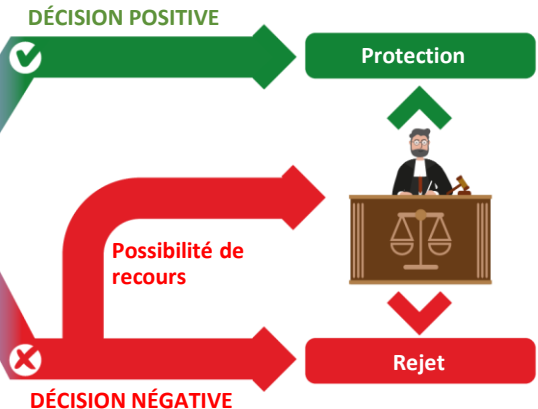 DÉCISION POSITIVE
Protection
Possibilité de
recours
Rejet
DÉCISION NÉGATIVE